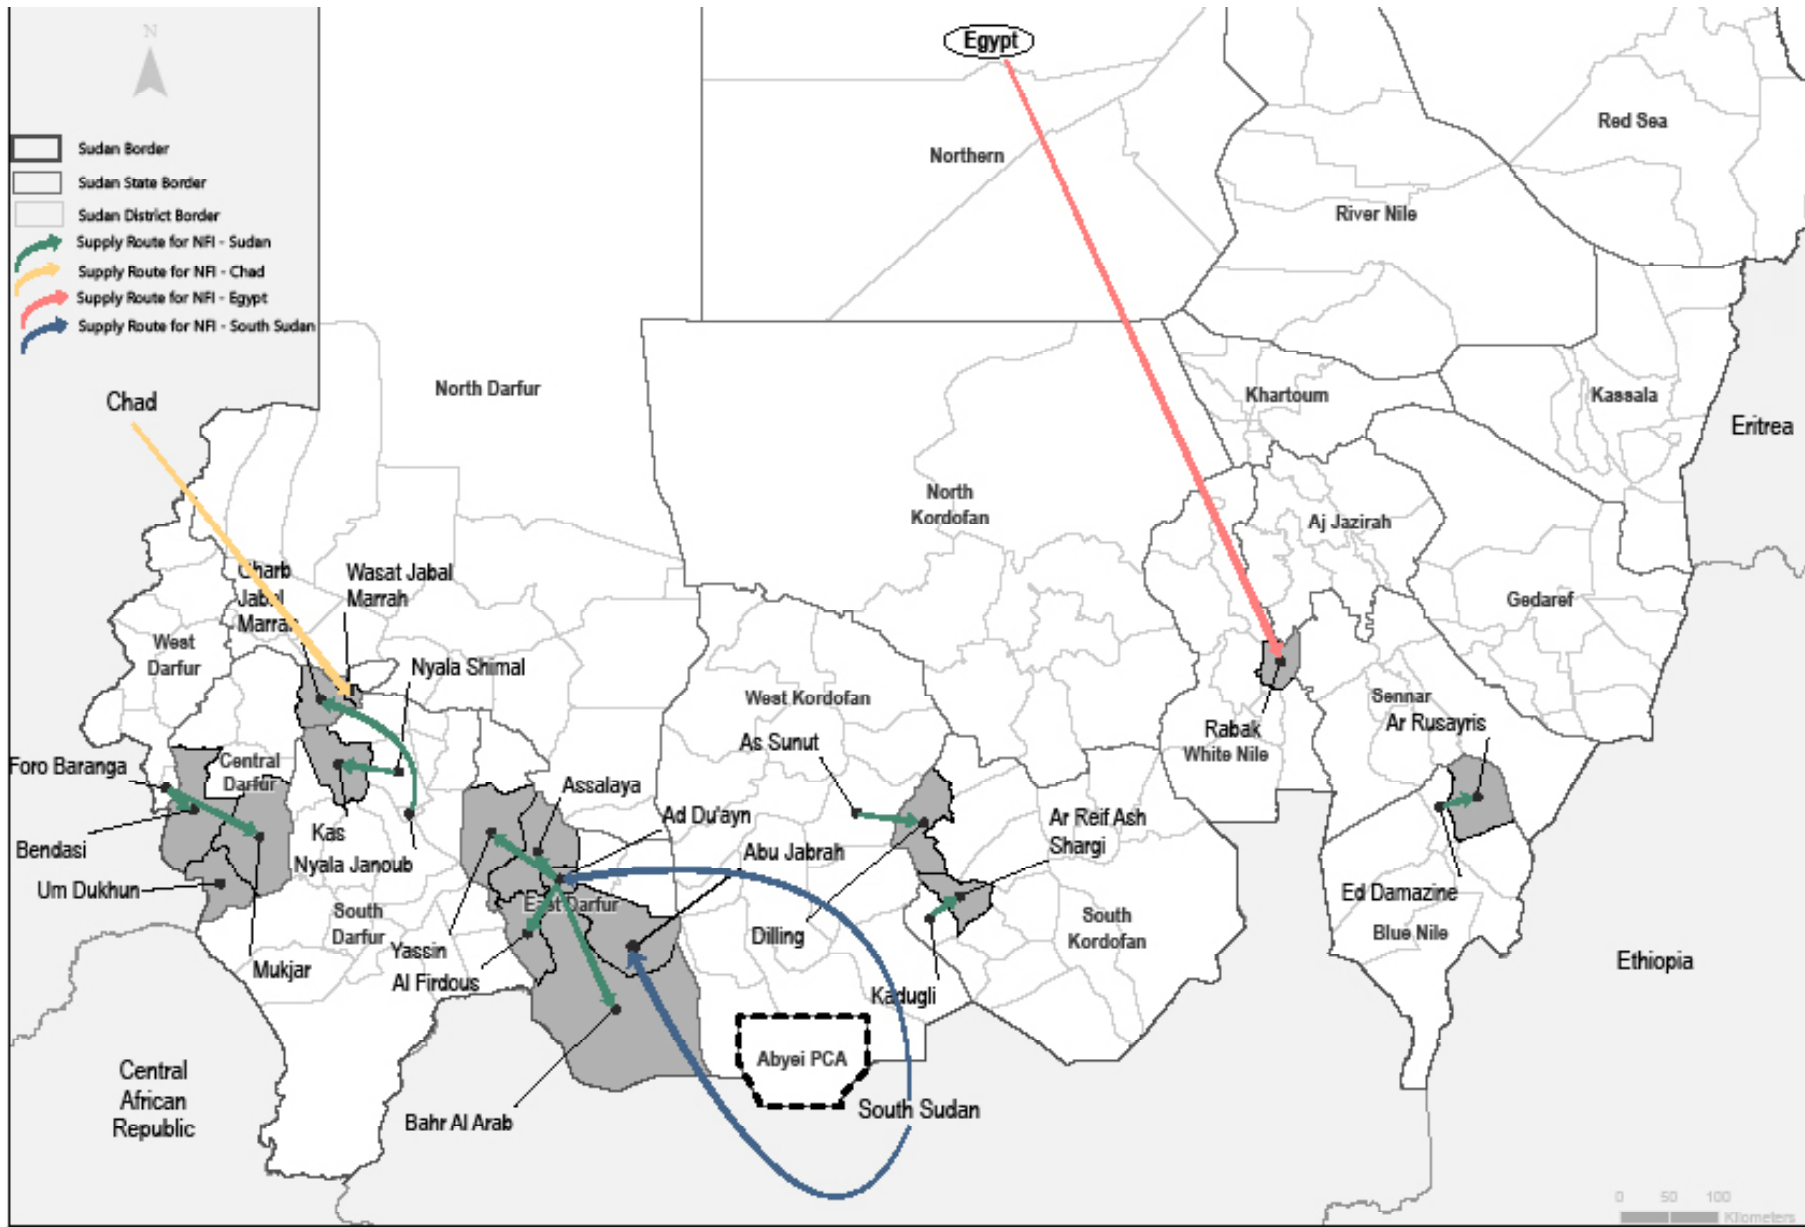 N
Egypt
Red Sea
Northern
Sudan Border
Sudan State Border
River Nile
Sudan District Border
Supply Route for NFI - Sudan
Supply Route for NFI - Chad
Supply Route for NFI - Egypt
Supply Route for NFI - South Sudan
North Darfur
Khartoum
Kassala
Chad
Eritrea
North
Kordofan
Aj Jazirah
Gharb
Jabal
Marrah
Wasat Jabal
Marrah
Gedaref
West
Darfur
Nyala Shimal
West Kordofan
Sennar
Ar Rusayris
Rabak
White Nile
As Sunut
Foro Baranga
Central
Darfur
Assalaya
Ad Du'ayn
Ar Reif Ash
Shargi
Kas
Bendasi
Nyala Janoub
Abu Jabrah
Um Dukhun
Ed Damazine
East Darfur
South
Darfur
South
Kordofan
Blue Nile
Yassin
Dilling
Mukjar
Al Firdous
Kadugli
Ethiopia
Abyei PCA
Central
African
Republic
Bahr Al Arab
South Sudan
0 50 100
Kilometers